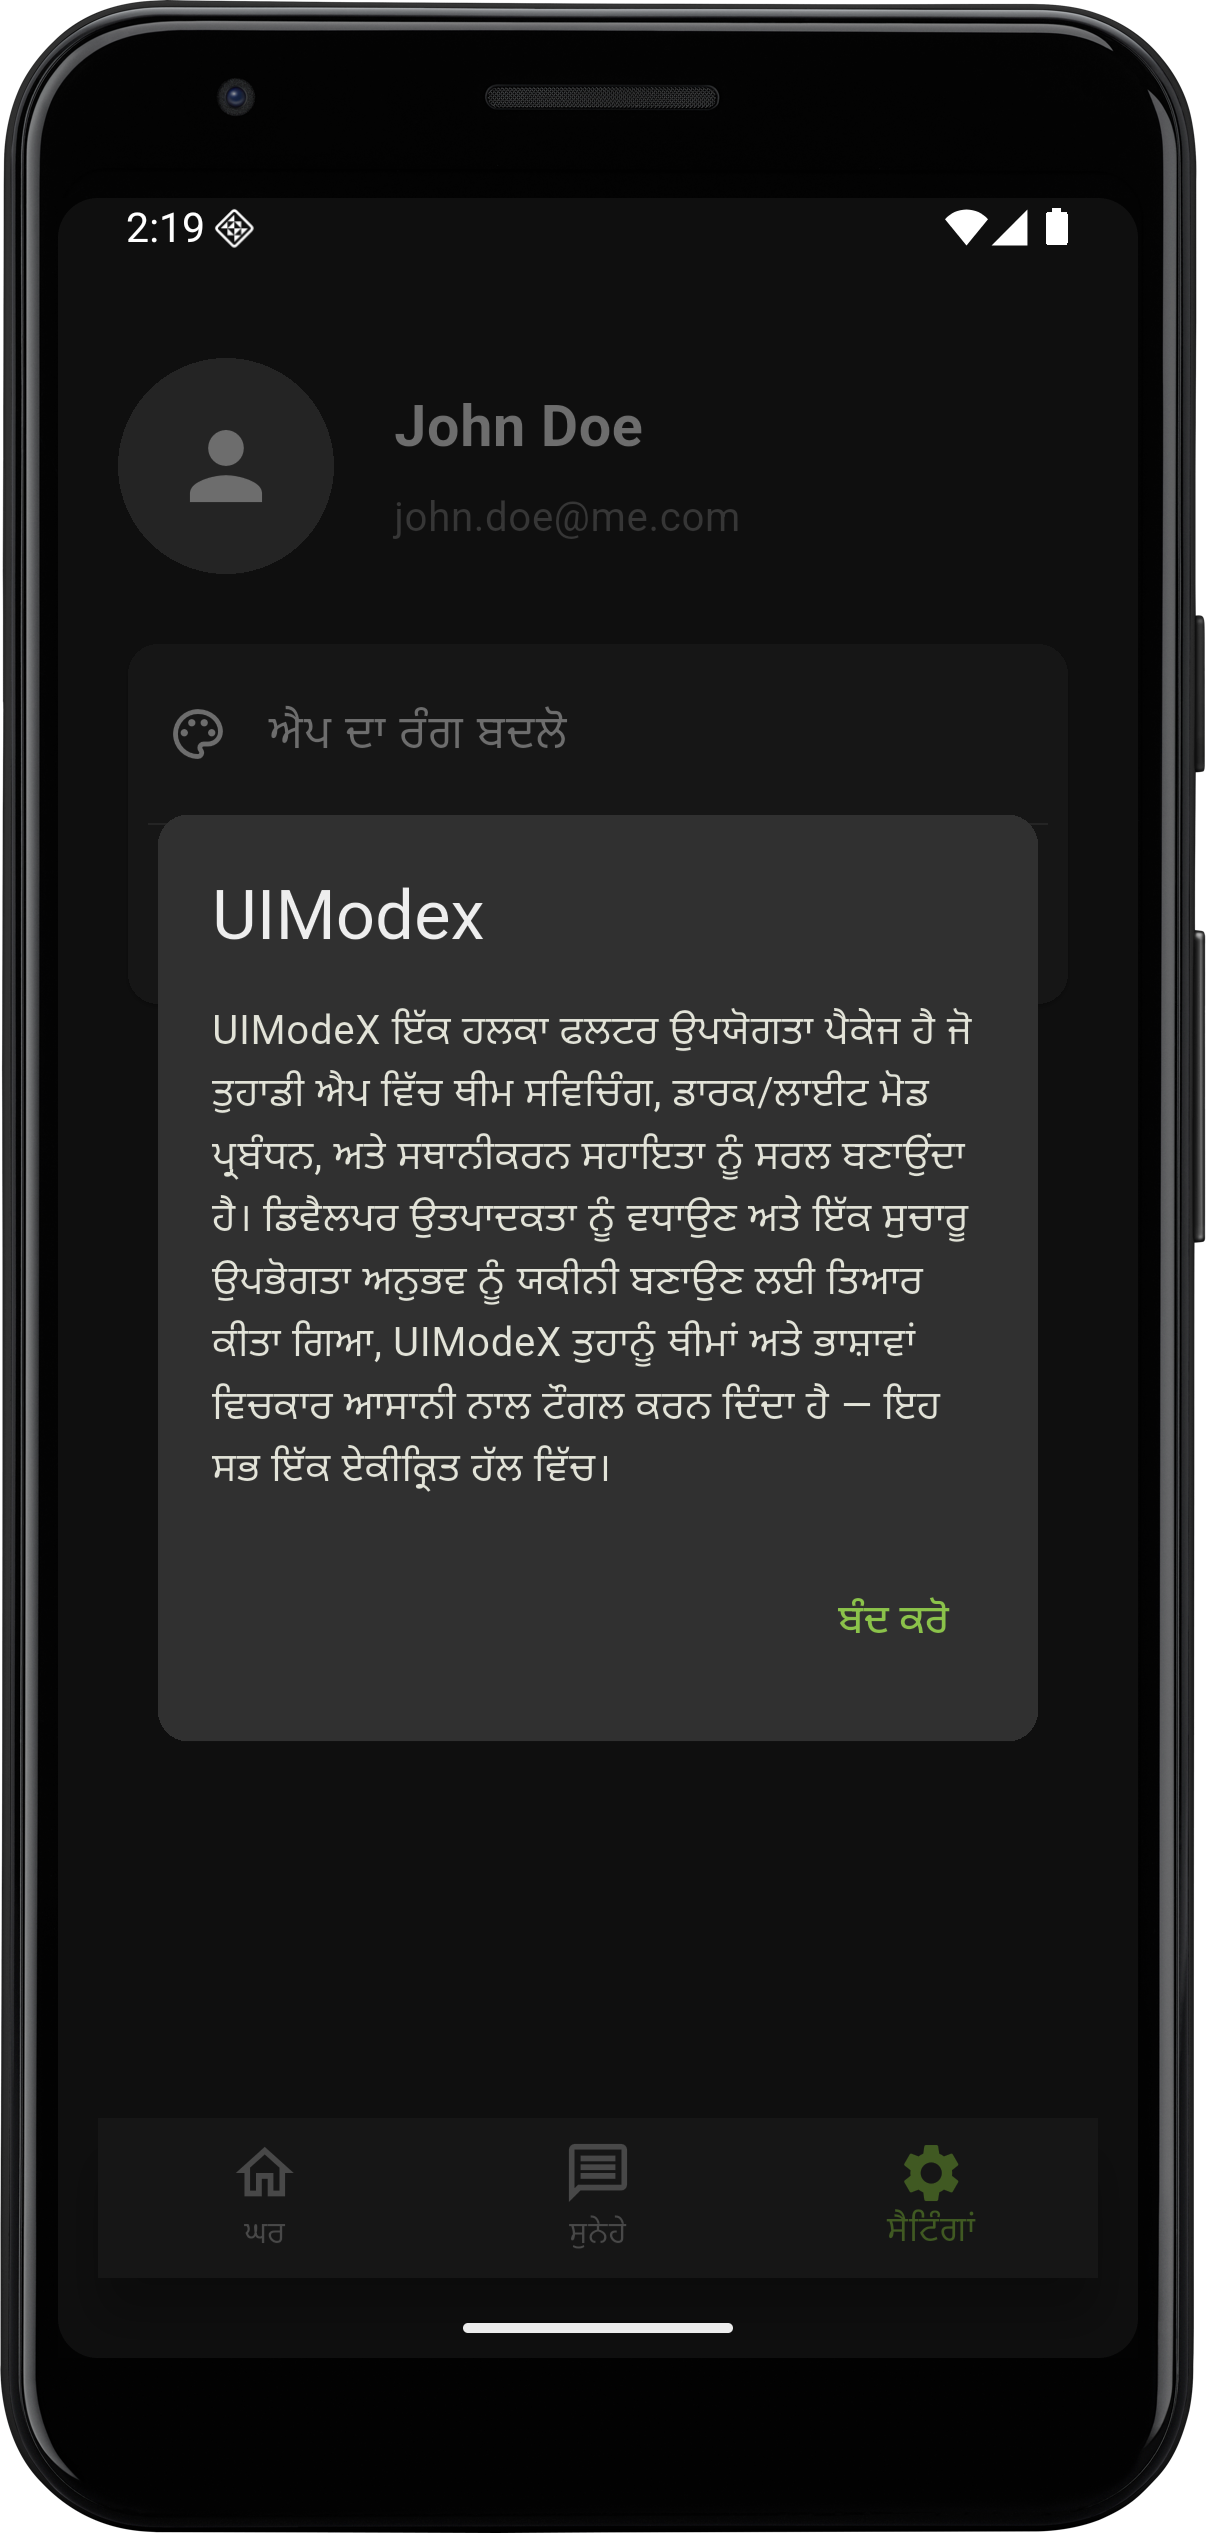 2:19
John Doe
john.doe@me.com
ਐਪ ਦਾ ਰੰਗ ਬਦਲੋ
UIModex
UIModeX ਇੱਕ ਹਲਕਾ ਫਲਟਰ ਉਪਯੋਗਤਾ ਪੈਕੇਜ ਹੈ ਜੋ
ਤੁਹਾਡੀ ਐਪ ਵਿੱਚ ਥੀਮ ਸਵਿਚਿੰਗ, ਡਾਰਕ/ਲਾਈਟ ਮੋਡ
ਪ੍ਰਬੰਧਨ, ਅਤੇ ਸਥਾਨੀਕਰਨ ਸਹਾਇਤਾ ਨੂੰ ਸਰਲ ਬਣਾਉਂਦਾ
ਹੈ। ਡਿਵੈਲਪਰ ਉਤਪਾਦਕਤਾ ਨੂੰ ਵਧਾਉਣ ਅਤੇ ਇੱਕ ਸੁਚਾਰੂ
ਉਪਭੋਗਤਾ ਅਨੁਭਵ ਨੂੰ ਯਕੀਨੀ ਬਣਾਉਣ ਲਈ ਤਿਆਰ
ਕੀਤਾ ਗਿਆ, UIModeX ਤੁਹਾਨੂੰ ਥੀਮਾਂ ਅਤੇ ਭਾਸ਼ਾਵਾਂ
ਵਿਚਕਾਰ ਆਸਾਨੀ ਨਾਲ ਟੌਗਲ ਕਰਨ ਦਿੰਦਾ ਹੈ — ਇਹ
ਸਭ ਇੱਕ ਏਕੀਕ੍ਰਿਤ ਹੱਲ ਵਿੱਚ।
ਬੰਦ ਕਰੋ
ਘਰ
ਸੁਨੇਹੇ
ਸੈਟਿੰਗਾਂ